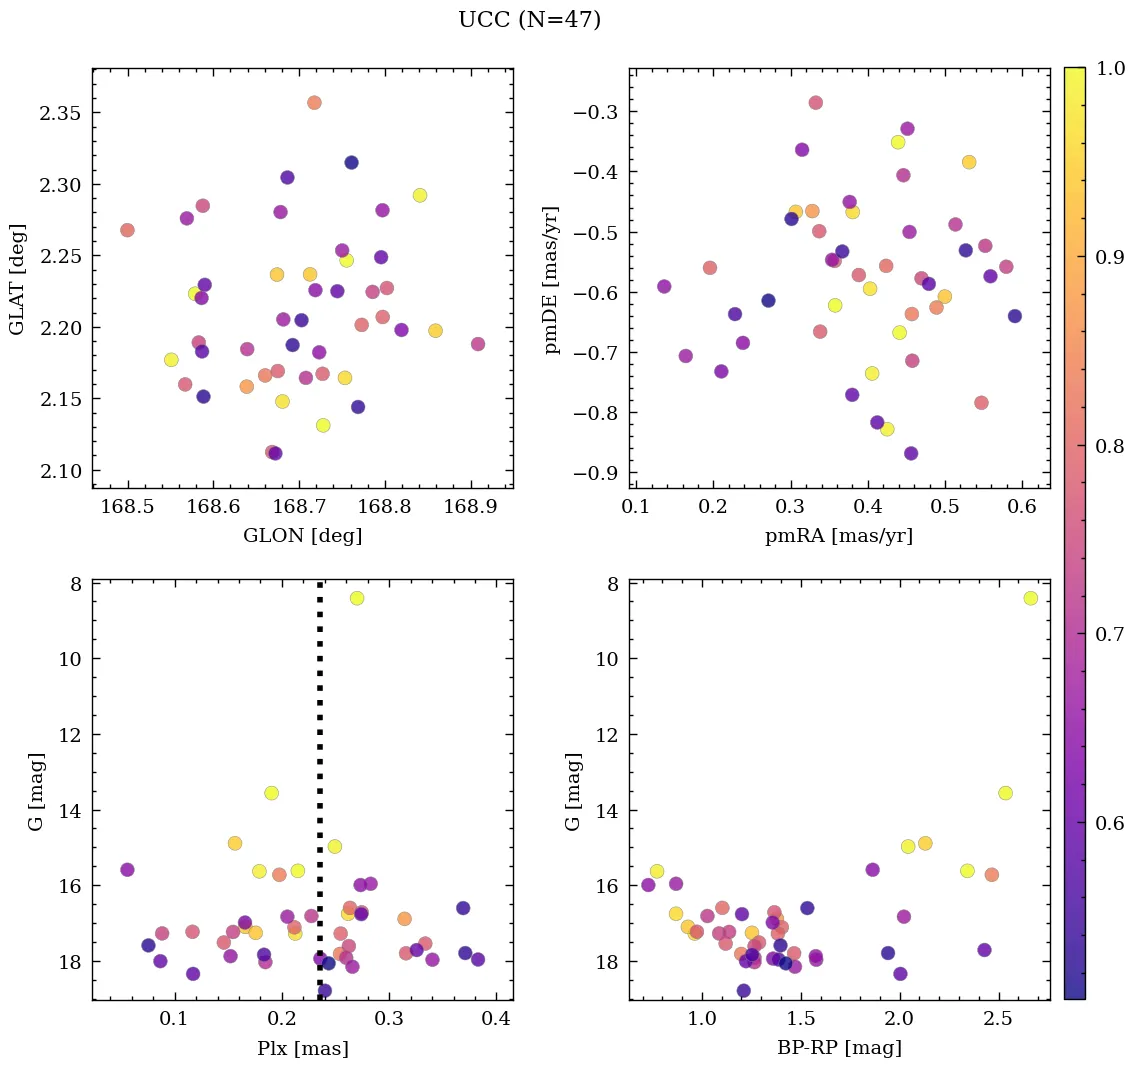 UCC (N=47)
2.35
2.30
2.25
2.20
2.15
2.10
GLAT [deg]
168.5 168.6 168.7 168.8 168.9
GLON [deg]
−0.3
−0.4
−0.5
−0.6
−0.7
−0.8
−0.9
pmDE [mas/yr]
0.1 0.2 0.3 0.4 0.5 0.6
pmRA [mas/yr]
1.0
0.9
0.8
0.7
0.6
8
10
12
14
16
18
G [mag]
0.1 0.2 0.3 0.4
Plx [mas]
8
10
12
14
16
18
G [mag]
1.0 1.5 2.0 2.5
BP-RP [mag]